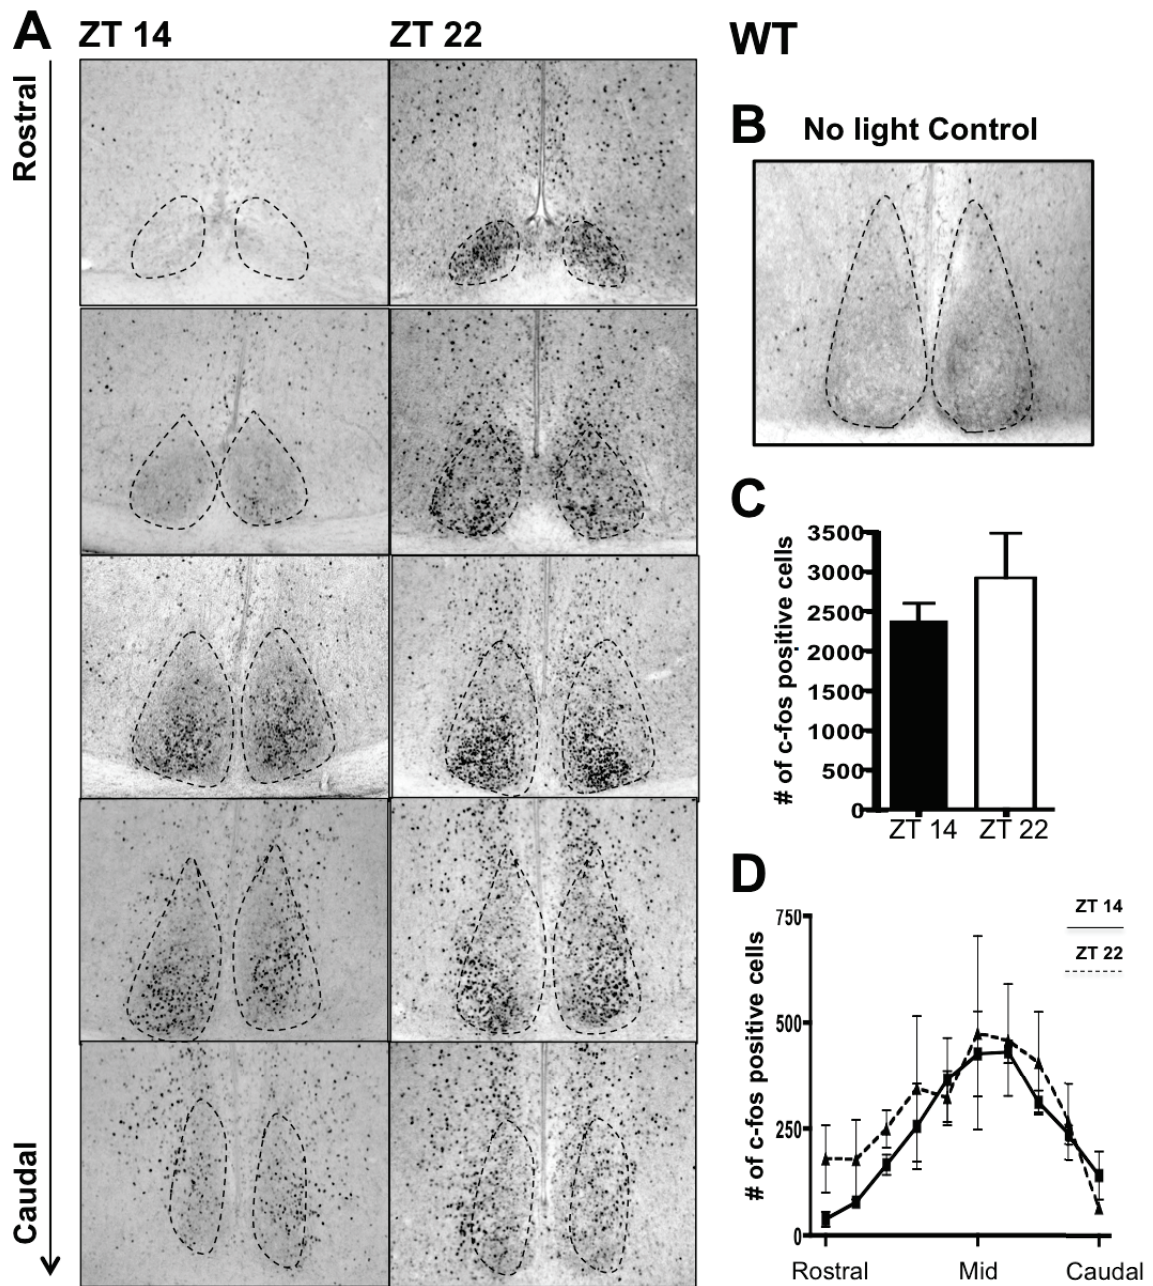 A
ZT 14
ZT 22
Rostral
Caudal
WT
B
No light Control
C
# of c-fos positive cells
3500
3000
2500
2000
1500
1000
500
0
ZT 14
ZT 22
D
# of c-fos positive cells
750
500
250
0
ZT 14
ZT 22
Rostral
Mid
Caudal